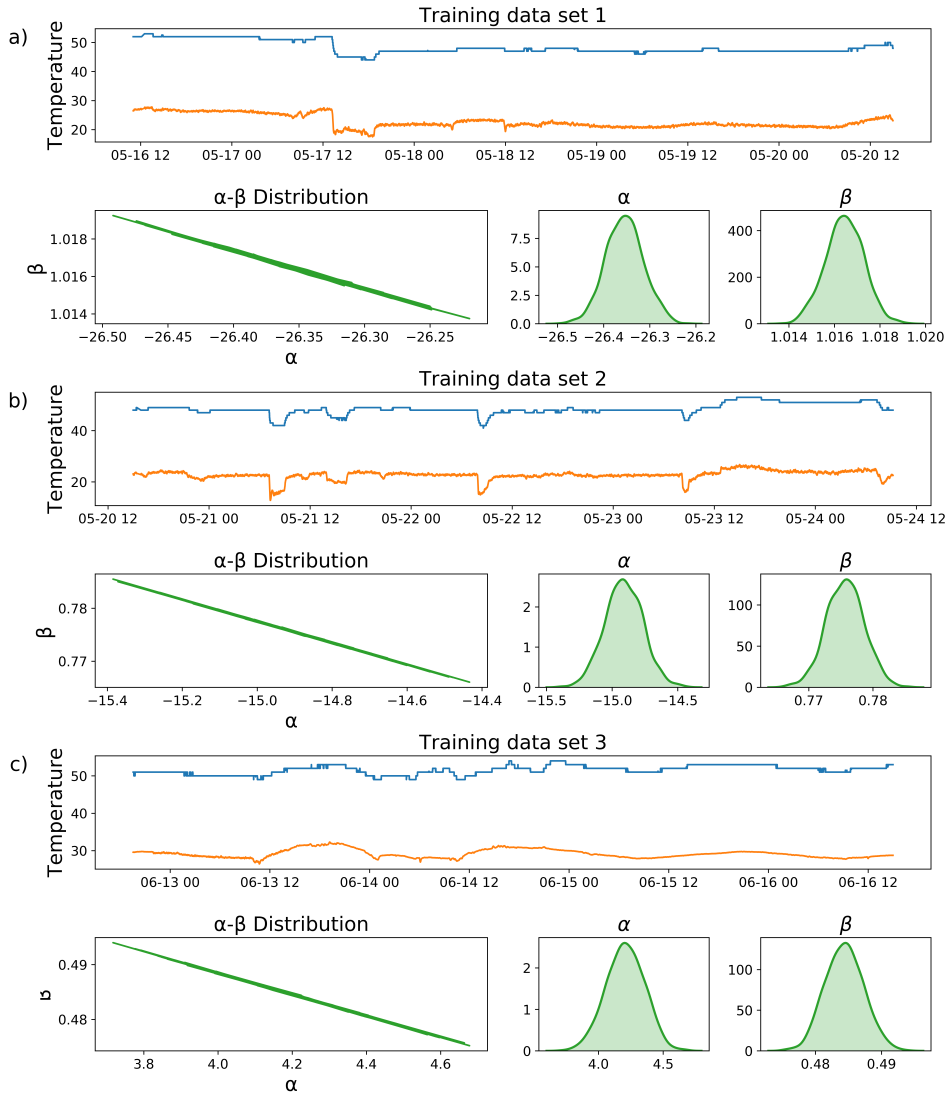 Training data set 1
a)
Temperature
50
40
30
20
05-16 12 05-17 00 05-17 12 05-18 00 05-18 12 05-19 00 05-19 12 05-20 00 05-20 12
α-β Distribution α β
β
1.018
1.016
1.014
−26.50 −26.45 −26.40 −26.35 −26.30 −26.25
α
7.5
5.0
2.5
0.0
−26.5 −26.4 −26.3 −26.2
400
200
0
1.014 1.016 1.018 1.020
Training data set 2
b)
Temperature
40
20
05-20 12 05-21 00 05-21 12 05-22 00 05-22 12 05-23 00 05-23 12 05-24 00 05-24 12
α-β Distribution α β
β
0.78
0.77
−15.4 −15.2 −15.0 −14.8 −14.6 −14.4
α
2
1
0
−15.5 −15.0 −14.5
100
50
0
0.77 0.78
Training data set 3
c)
Temperature
50
40
30
06-13 00 06-13 12 06-14 00 06-14 12 06-15 00 06-15 12 06-16 00 06-16 12
α-β Distribution α β
β
0.49
0.48
3.8 4.0 4.2 4.4 4.6
α
2
1
0
4.0 4.5
100
50
0
0.48 0.49